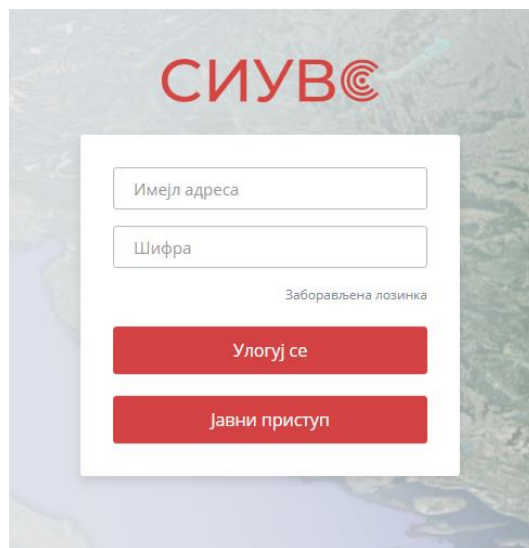 СИУВС
Имејл адреса
Шифра
Заборављена лозинка
Улогуј се
Јавни приступ